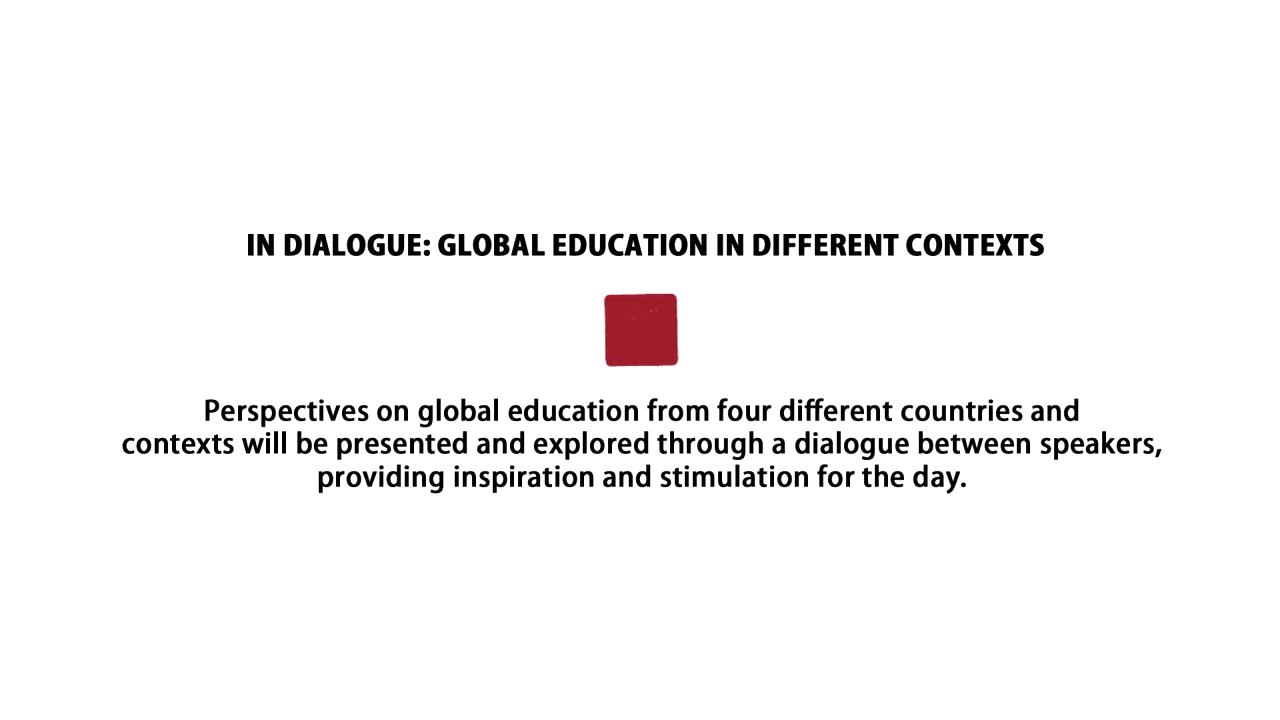 IN DIALOGUE: GLOBAL EDUCATION IN DIFFERENT CONTEXTS
Perspectives on global education from four different countries and
contexts will be presented and explored through a dialogue between speakers,
providing inspiration and stimulation for the day.